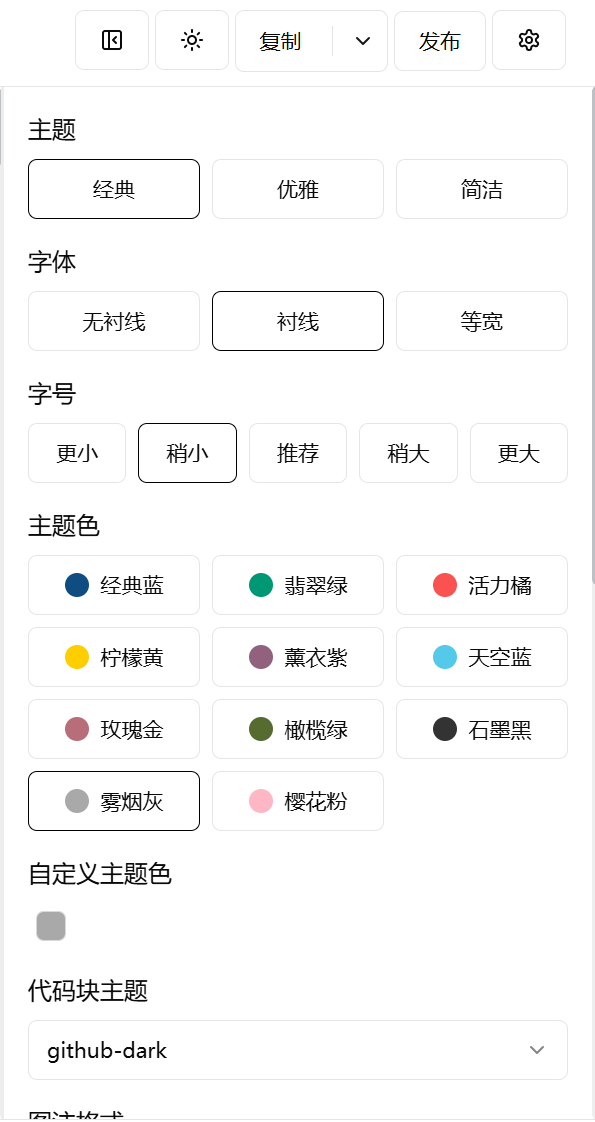 复制 发布
主题
经典 优雅 简洁
字体
无衬线 衬线 等宽
字号
更小 稍小 推荐 稍大 更大
主题色
经典蓝 翡翠绿 活力橘
柠檬黄 薰衣紫 天空蓝
玫瑰金 橄榄绿 石墨黑
雾烟灰 樱花粉
自定义主题色
代码块主题
github-dark
图注格式